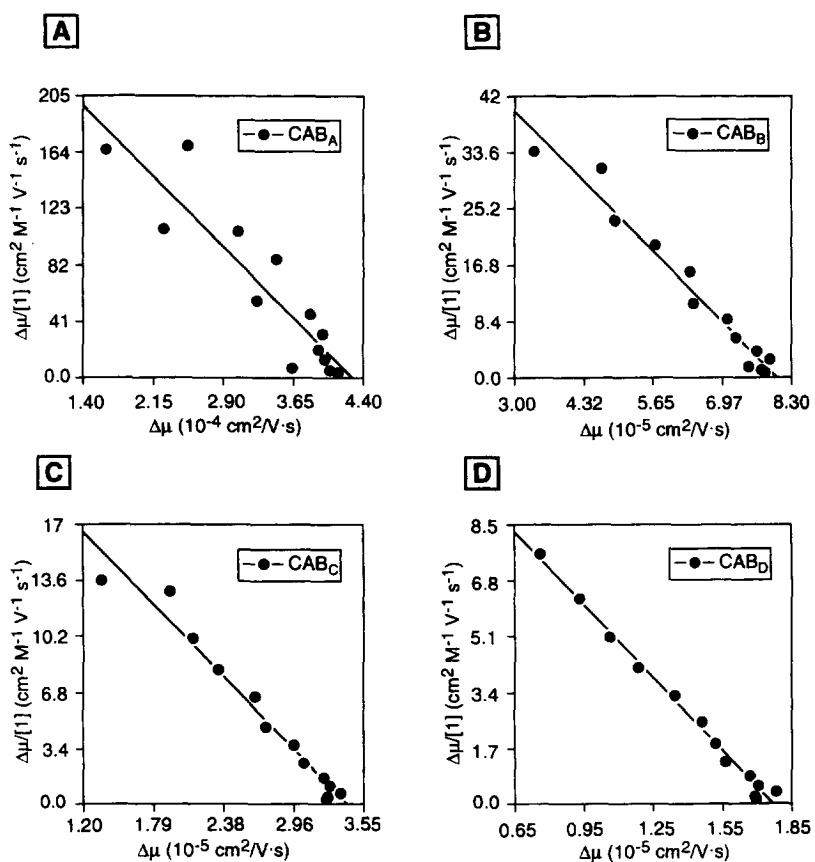 A
Δμ/[1] (cm² M⁻¹ V⁻¹ s⁻¹)
205
164
123
82
41
0.0
CAB_A
1.40 2.15 2.90 3.65 4.40
Δμ (10⁻⁴ cm²/V·s)
B
Δμ/[1] (cm² M⁻¹ V⁻¹ s⁻¹)
42
33.6
25.2
16.8
8.4
0.0
CAB_B
3.00 4.32 5.65 6.97 8.30
Δμ (10⁻⁵ cm²/V·s)
C
Δμ/[1] (cm² M⁻¹ V⁻¹ s⁻¹)
17
13.6
10.2
6.8
3.4
0.0
CAB_C
1.20 1.79 2.38 2.96 3.55
Δμ (10⁻⁵ cm²/V·s)
D
Δμ/[1] (cm² M⁻¹ V⁻¹ s⁻¹)
8.5
6.8
5.1
3.4
1.7
0.0
CAB_D
0.65 0.95 1.25 1.55 1.85
Δμ (10⁻⁵ cm²/V·s)